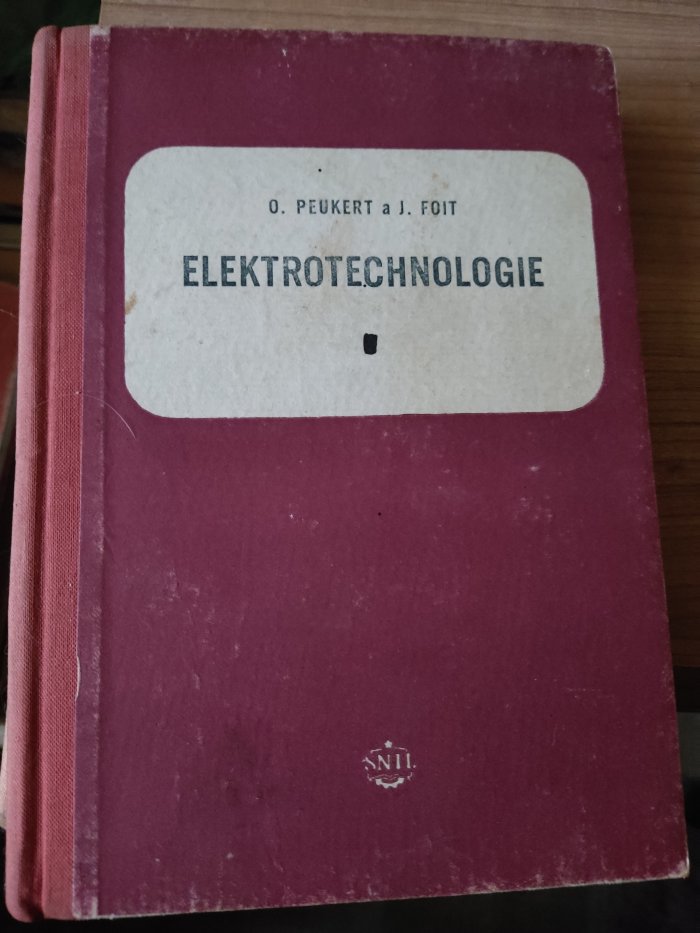 O. PEUKERT a J. FOIT
ELEKTROTECHNOLOGIE
SNTL